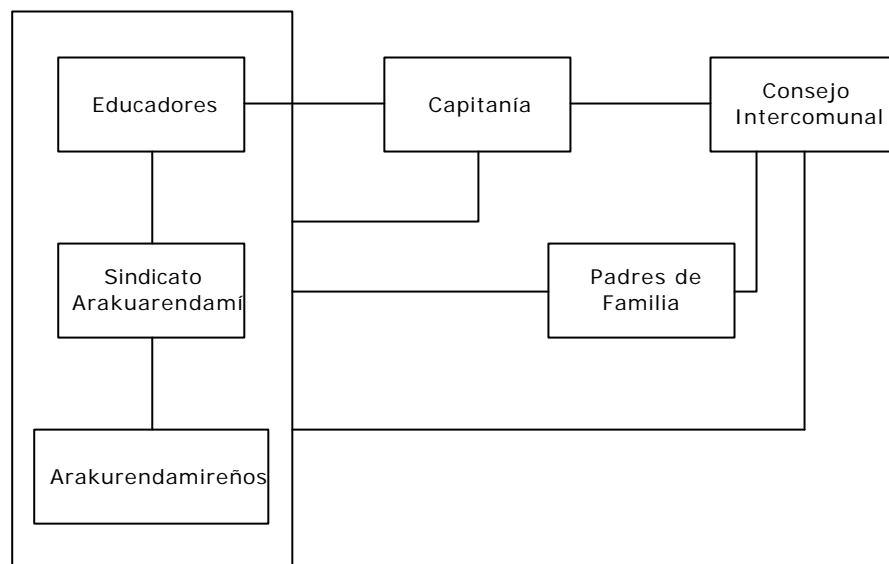 Educadores
Capitanía
Consejo
Intercomunal
Sindicato
Arakuarendamí
Padres de
Familia
Arakurendamireños